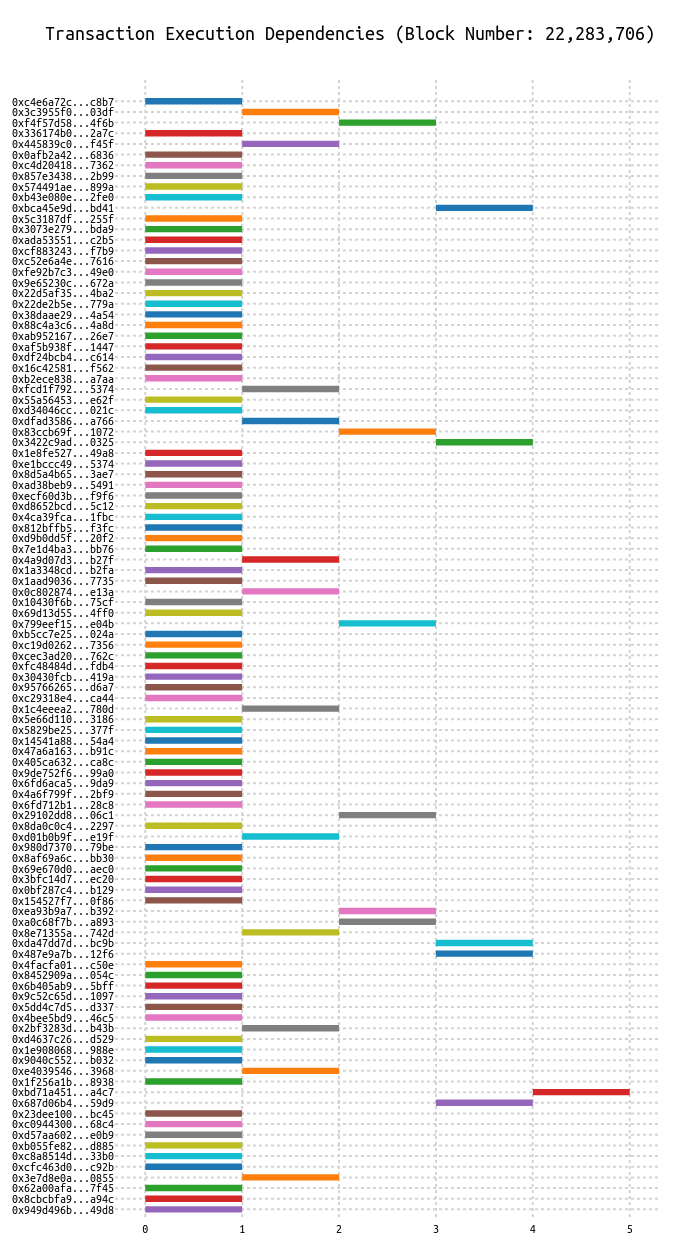 Transaction Execution Dependencies (Block Number: 22,283,706)
0xc4e6a72c...c8b7
0x3c3955f0...03df
0xf4f57d58...4f6b
0x336174b0...2a7c
0x445839c0...f45f
0x0afb2a42...6836
0xc4d20418...7362
0x857e3438...2b99
0x574491ae...899a
0xb43e080e...2fe0
0xbca45e9d...bd41
0x5c3187df...255f
0x3073e279...bda9
0xada53551...c2b5
0xcf883243...f7b9
0xc52e6a4e...7616
0xfe92b7c3...49e0
0x9e65230c...672a
0x22d5af35...4ba2
0x22de2b5e...779a
0x38daae29...4a54
0x88c4a3c6...4a8d
0xab952167...26e7
0xaf5b938f...1447
0xdf24bcb4...c614
0x16c42581...f562
0xb2ece838...a7aa
0xfcd1f792...5374
0x55a56453...e62f
0xd34046cc...021c
0xdfad3586...a766
0x83ccb69f...1072
0x3422c9ad...0325
0x1e8fe527...49a8
0xe1bccc49...5374
0x8d5a4b65...3ae7
0xad38beb9...5491
0xecf60d3b...f9f6
0xd8652bcd...5c12
0x4ca39fca...1fbc
0x812bffb5...f3fc
0xd9b0dd5f...20f2
0x7e1d4ba3...bb76
0x4a9d07d3...b27f
0x1a3348cd...b2fa
0x1aad9036...7735
0x0c802874...e13a
0x10430f6b...75cf
0x69d13d55...4ff0
0x799eef15...e04b
0xb5cc7e25...024a
0xc19d0262...7356
0xcec3ad20...762c
0xfc48484d...fdb4
0x30430fcb...419a
0x95766265...d6a7
0xc29318e4...ca44
0x1c4eeea2...780d
0x5e66d110...3186
0x5829be25...377f
0x14541a88...54a4
0x47a6a163...b91c
0x405ca632...ca8c
0x9de752f6...99a0
0x6fd6aca5...9da9
0x4a6f799f...2bf9
0x6fd712b1...28c8
0x29102dd8...06c1
0x8da0c0c4...2297
0xd01b0b9f...e19f
0x980d7370...79be
0x8af69a6c...bb30
0x69e670d0...aec0
0x3bfc14d7...ec20
0x0bf287c4...b129
0x154527f7...0f86
0xea93b9a7...b392
0xa0c68f7b...a893
0x8e71355a...742d
0xda47dd7d...bc9b
0x487e9a7b...12f6
0x4facfa01...c50e
0x8452909a...054c
0x6b405ab9...5bff
0x9c52c65d...1097
0x5dd4c7d5...d337
0x4bee5bd9...46c5
0x2bf3283d...b43b
0xd4637c26...d529
0x1e908068...988e
0x9040c552...b032
0xe4039546...3968
0x1f256a1b...8938
0xbd71a451...a4c7
0x687d06b4...59d9
0x23dee100...bc45
0xc0944300...68c4
0xd57aa602...e0b9
0xb055fe82...d885
0xc8a8514d...33b0
0xcfc463d0...c92b
0x3e7d8e0a...0855
0x62a00afa...7f45
0x8cbcbfa9...a94c
0x949d496b...49d8
0 1 2 3 4 5